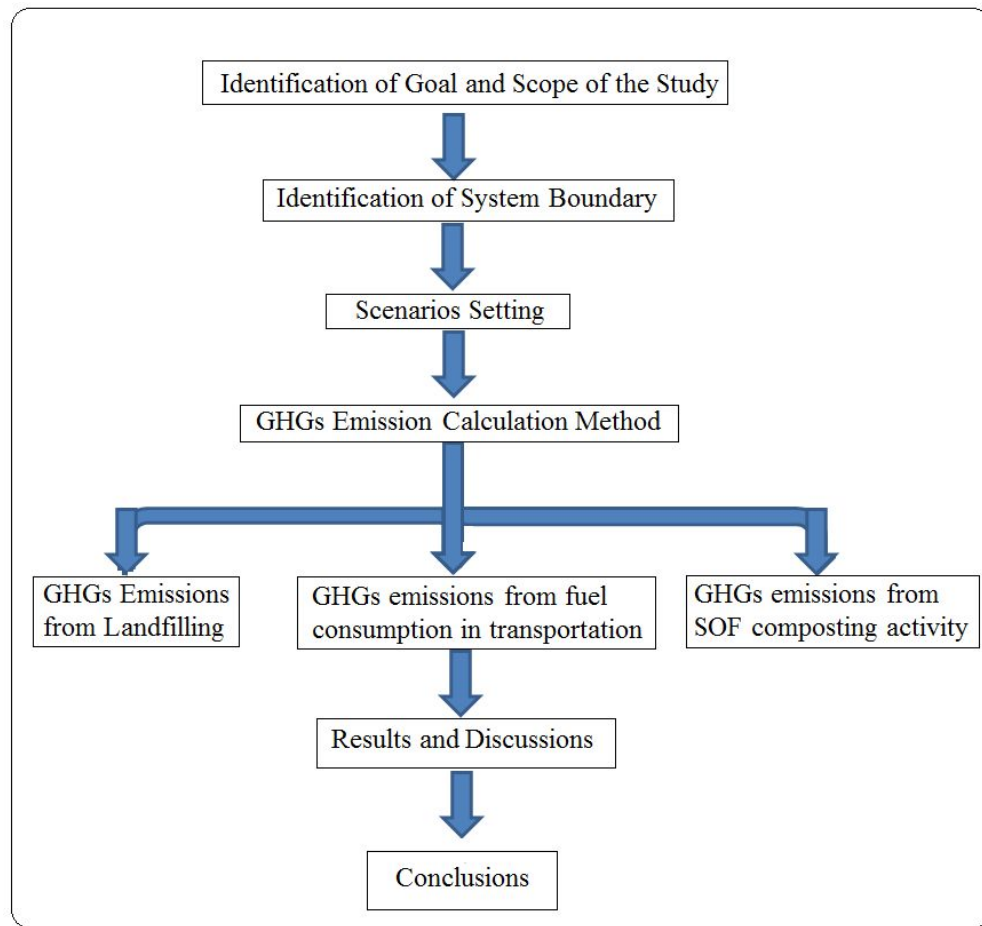 Identification of Goal and Scope of the Study
Identification of System Boundary
Scenarios Setting
GHGs Emission Calculation Method
GHGs Emissions
from Landfilling
GHGs emissions from fuel
consumption in transportation
GHGs emissions from
SOF composting activity
Results and Discussions
Conclusions